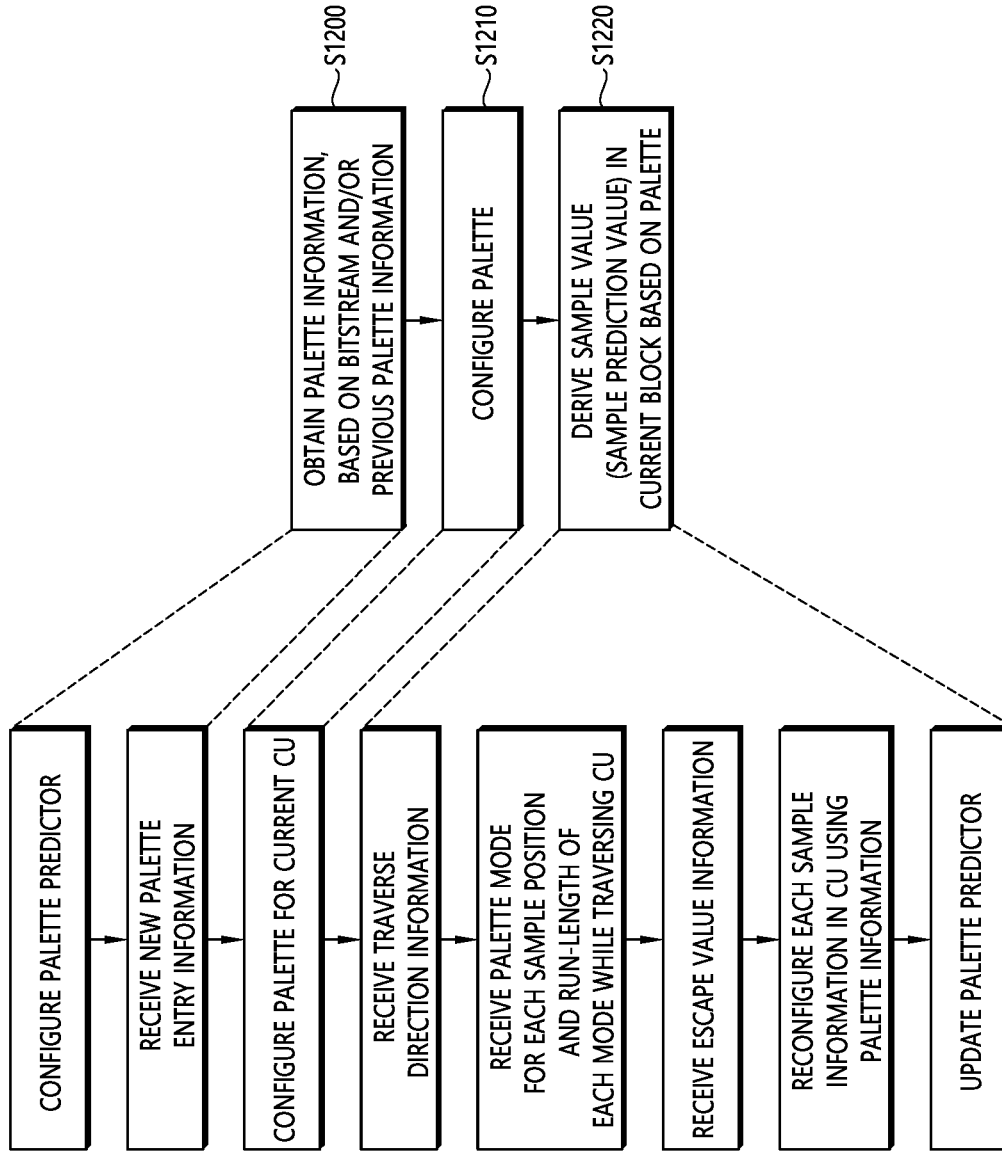 CONFIGURE PALETTE PREDICTOR
RECEIVE NEW PALETTE
ENTRY INFORMATION
CONFIGURE PALETTE FOR CURRENT CU
RECEIVE TRAVERSE
DIRECTION INFORMATION
RECEIVE PALETTE MODE
FOR EACH SAMPLE POSITION
AND RUN-LENGTH OF
EACH MODE WHILE TRAVERSING CU
RECEIVE ESCAPE VALUE INFORMATION
RECONFIGURE EACH SAMPLE
INFORMATION IN CU USING
PALETTE INFORMATION
UPDATE PALETTE PREDICTOR
OBTAIN PALETTE INFORMATION,
BASED ON BITSTREAM AND/OR
PREVIOUS PALETTE INFORMATION
S1200
CONFIGURE PALETTE
S1210
DERIVE SAMPLE VALUE
(SAMPLE PREDICTION VALUE) IN
CURRENT BLOCK BASED ON PALETTE
S1220